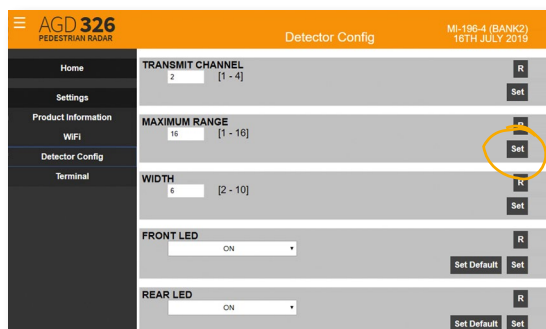 AGD 326
PEDESTRIAN RADAR
Detector Config
MI-196-4 (BANK2)
16TH JULY 2019
Home
Settings
Product Information
WiFi
Detector Config
Terminal
TRANSMIT CHANNEL
2 [1 - 4]
R
Set
MAXIMUM RANGE
16 [1 - 16]
R
Set
WIDTH
6 [2 - 10]
R
Set
FRONT LED
ON
R
Set Default Set
REAR LED
ON
R
Set Default Set